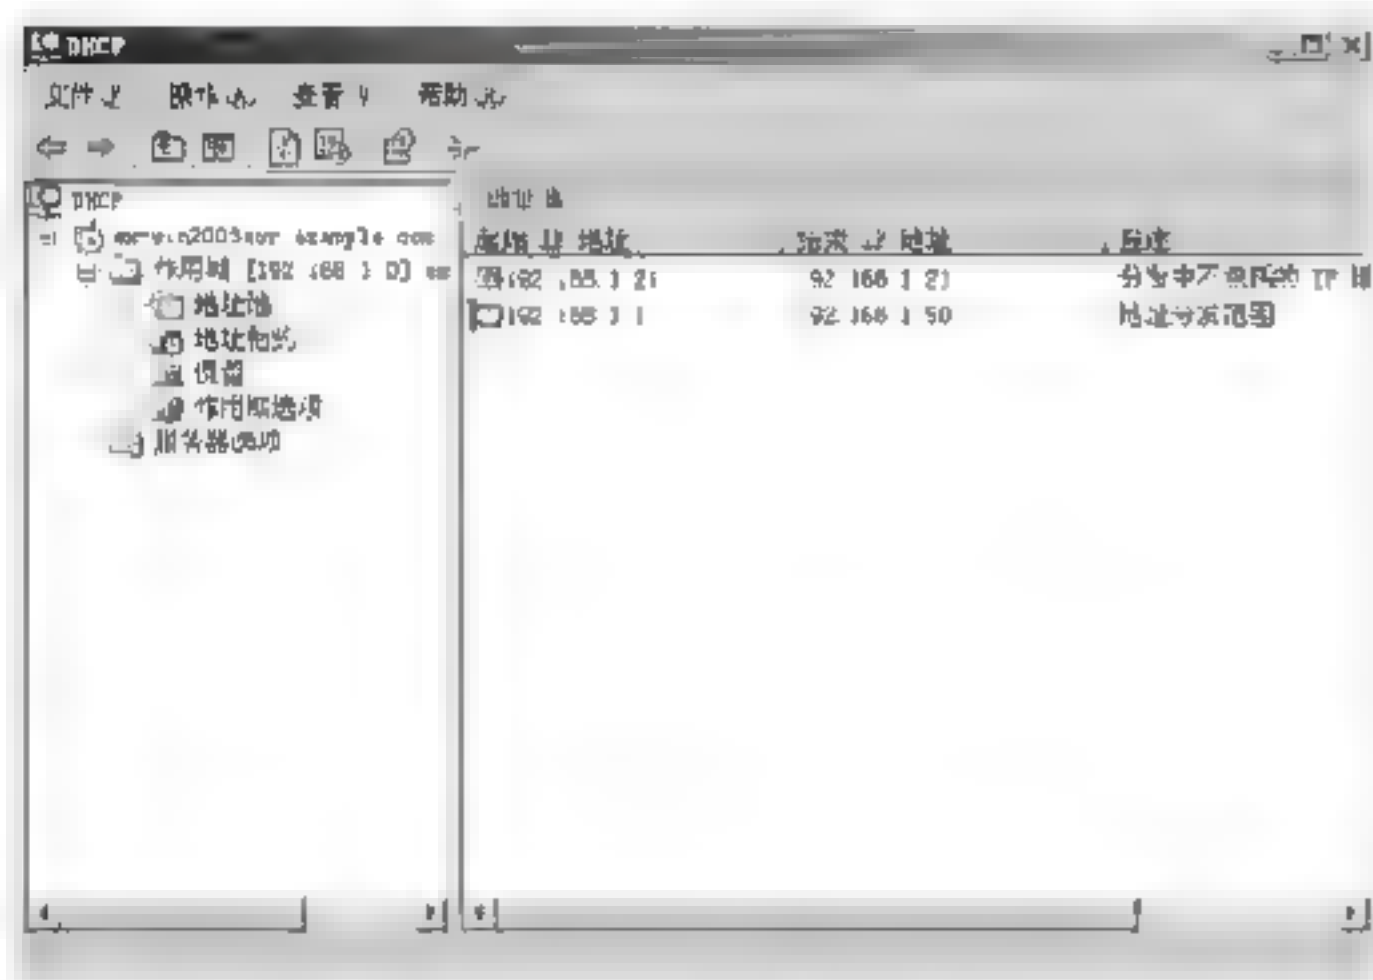 DHCP
文件 操作 查看 帮助
DHCP
example com
作用域 [192 168 1 0]
地址池
地址租约
保留
作用域选项
服务器选项
地址池
起始 IP 地址 结束 IP 地址 描述
192 168 1 21 92 168 1 21 分发中不包括的 IP
192 168 1 1 92 168 1 50 地址分发范围